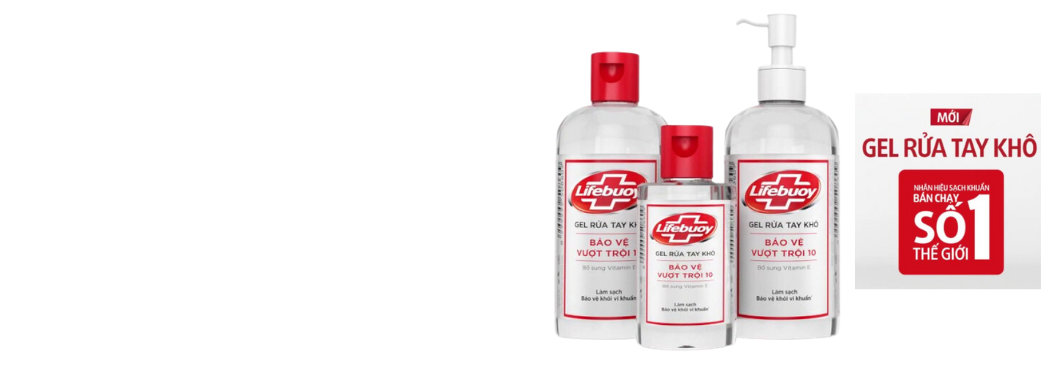 Lifebuoy
GEL RỬA TAY KH
BẢO VỆ
VƯỢT TRỘI 1
Bổ sung Vitamin E
Làm sạch
Bảo vệ khỏi vi khuẩn
Lifebuoy
GEL RỬA TAY KHÔ
BẢO VỆ
VƯỢT TRỘI 10
Bổ sung Vitamin E
Làm sạch
Bảo vệ khỏi vi khuẩn
Lifebuoy
GEL RỬA TAY KHÔ
BẢO VỆ
VƯỢT TRỘI 10
Bổ sung Vitamin E
Làm sạch
Bảo vệ khỏi vi khuẩn
MỚI
GEL RỬA TAY KHÔ
NHÃN HIỆU SẠCH KHUẨN
BÁN CHẠY
SỐ 1
THẾ GIỚI